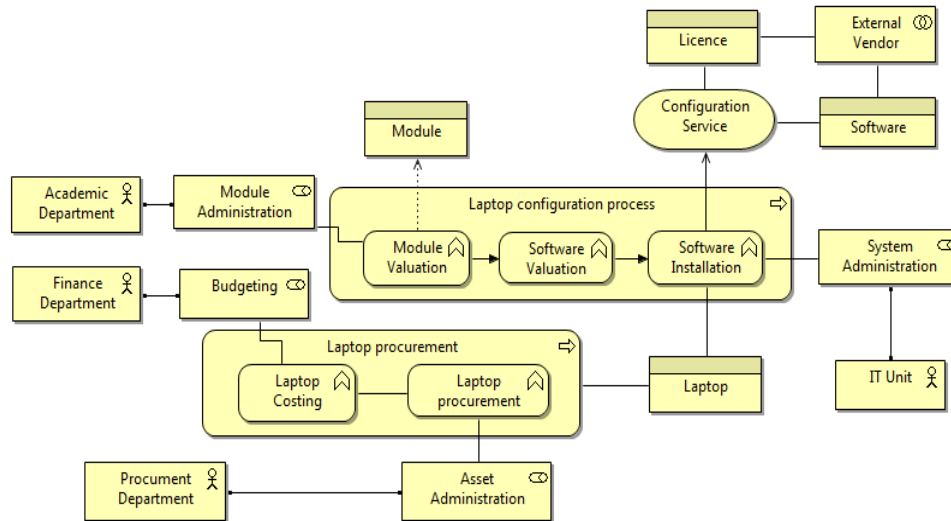 Licence
External
Vendor
Configuration
Service
Software
Module
Academic
Department
Module
Administration
Laptop configuration process
Module
Valuation
Software
Valuation
Software
Installation
System
Administration
Finance
Department
Budgeting
Laptop procurement
Laptop
Costing
Laptop
procurement
Laptop
IT Unit
Procument
Department
Asset
Administration